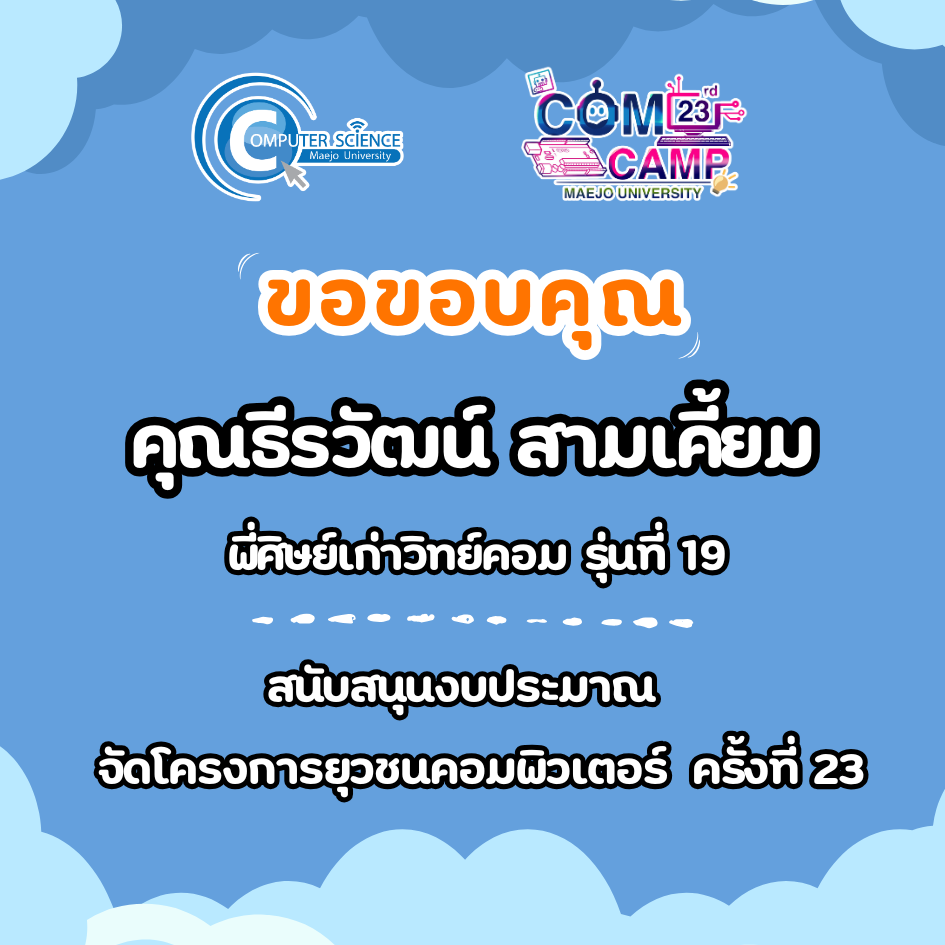 COMPUTER SCIENCE
Maejo University
COM 23rd
CAMP
MAEJO UNIVERSITY
ขอขอบคุณ
คุณธีรวัฒน์ สามเคี้ยม
พี่ศิษย์เก่าวิทย์คอม รุ่นที่ 19
สนับสนุนงบประมาณ
จัดโครงการยุวชนคอมพิวเตอร์ ครั้งที่ 23